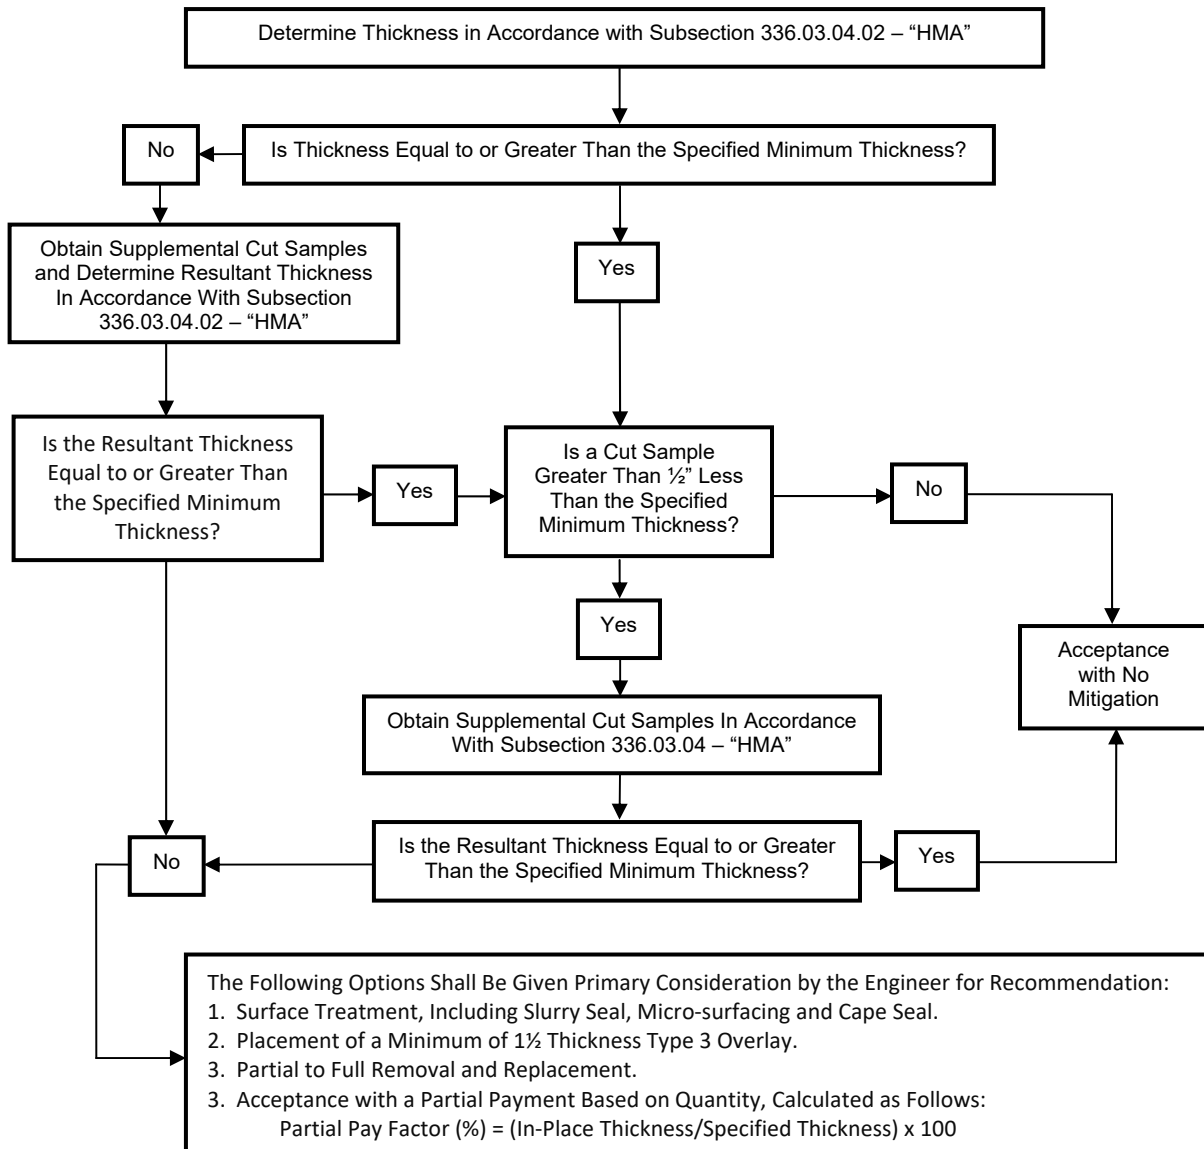 Determine Thickness in Accordance with Subsection 336.03.04.02 – “HMA”
No
Is Thickness Equal to or Greater Than the Specified Minimum Thickness?
Obtain Supplemental Cut Samples
and Determine Resultant Thickness
In Accordance With Subsection
336.03.04.02 – “HMA”
Yes
Is the Resultant Thickness
Equal to or Greater Than
the Specified Minimum
Thickness?
Yes
Is a Cut Sample
Greater Than ½” Less
Than the Specified
Minimum Thickness?
No
Yes
Acceptance
with No
Mitigation
Obtain Supplemental Cut Samples In Accordance
With Subsection 336.03.04 – “HMA”
No
Is the Resultant Thickness Equal to or Greater
Than the Specified Minimum Thickness?
Yes
The Following Options Shall Be Given Primary Consideration by the Engineer for Recommendation:
1. Surface Treatment, Including Slurry Seal, Micro-surfacing and Cape Seal.
2. Placement of a Minimum of 1½ Thickness Type 3 Overlay.
3. Partial to Full Removal and Replacement.
3. Acceptance with a Partial Payment Based on Quantity, Calculated as Follows:
Partial Pay Factor (%) = (In-Place Thickness/Specified Thickness) x 100